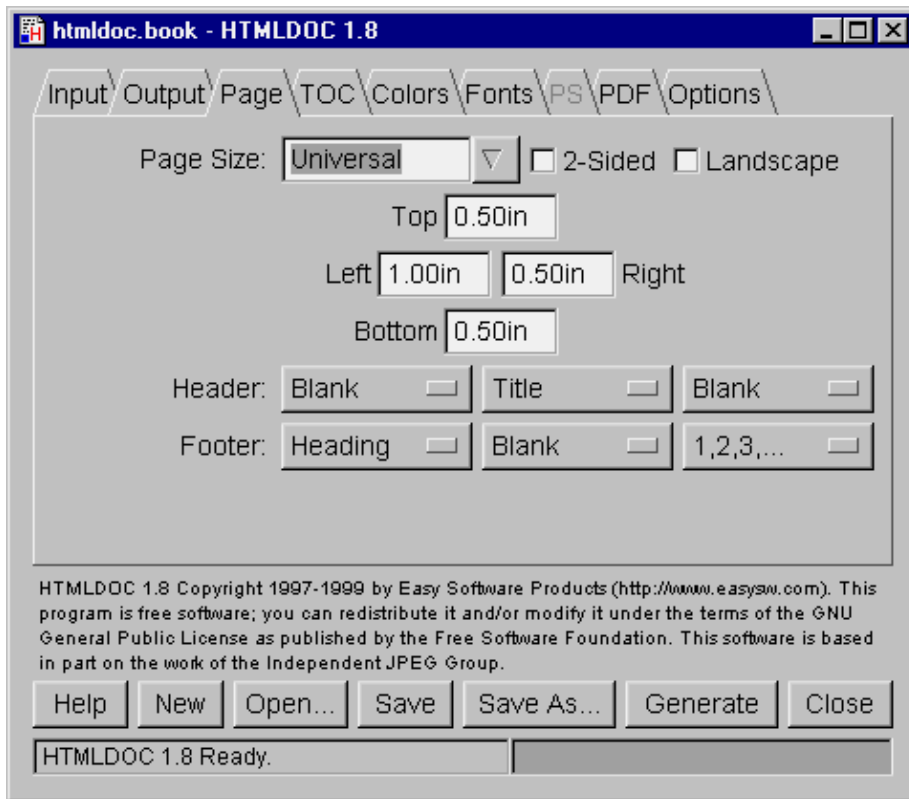 htmldoc.book - HTMLDOC 1.8
Input Output Page TOC Colors Fonts PS PDF Options
Page Size: Universal 2-Sided Landscape
Top 0.50in
Left 1.00in 0.50in Right
Bottom 0.50in
Header: Blank Title Blank
Footer: Heading Blank 1,2,3,...
HTMLDOC 1.8 Copyright 1997-1999 by Easy Software Products (http://www.easysw.com). This
program is free software; you can redistribute it and/or modify it under the terms of the GNU
General Public License as published by the Free Software Foundation. This software is based
in part on the work of the Independent JPEG Group.
Help New Open... Save Save As... Generate Close
HTMLDOC 1.8 Ready.